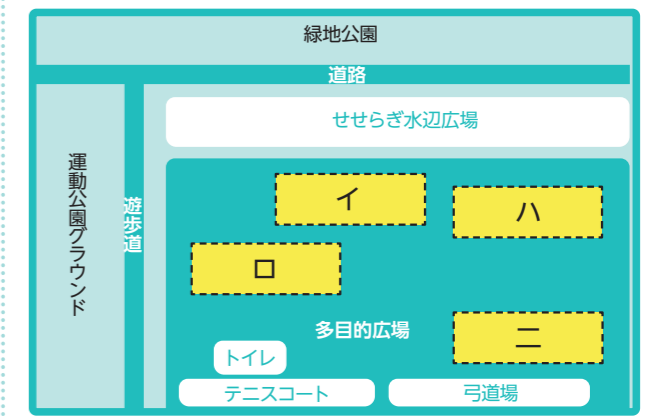 緑地公園
道路
せせらぎ水辺広場
運動公園グラウンド
遊歩道
イ
ハ
ロ
多目的広場
ニ
トイレ
テニスコート
弓道場